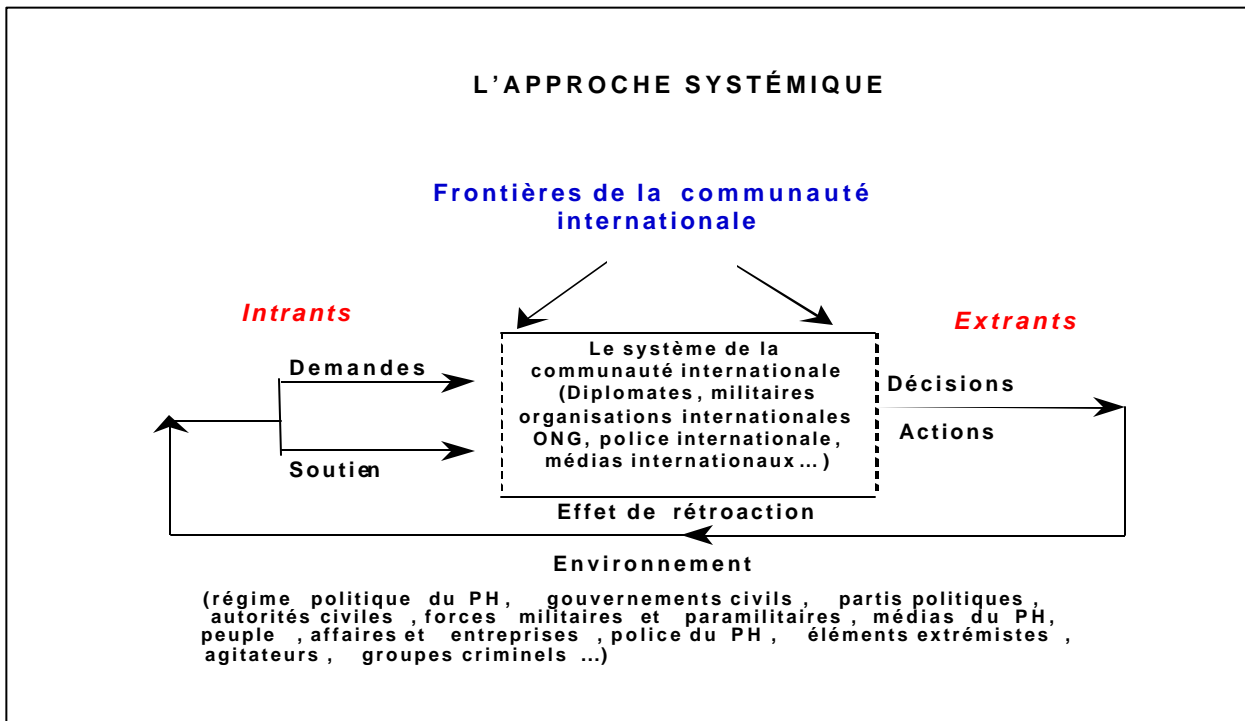 L'APPROCHE SYSTÉMIQUE
Frontières de la communauté
internationale
Intrants
Extrants
Demandes
Soutien
Le système de la
communauté internationale
(Diplomates, militaires
organisations internationales
ONG, police internationale,
médias internationaux...)
Décisions
Actions
Effet de rétroaction
Environnement
(régime politique du PH, gouvernements civils, partis politiques,
autorités civiles, forces militaires et paramilitaires, médias du PH,
peuple, affaires et entreprises, police du PH, éléments extrémistes,
agitateurs, groupes criminels ...)